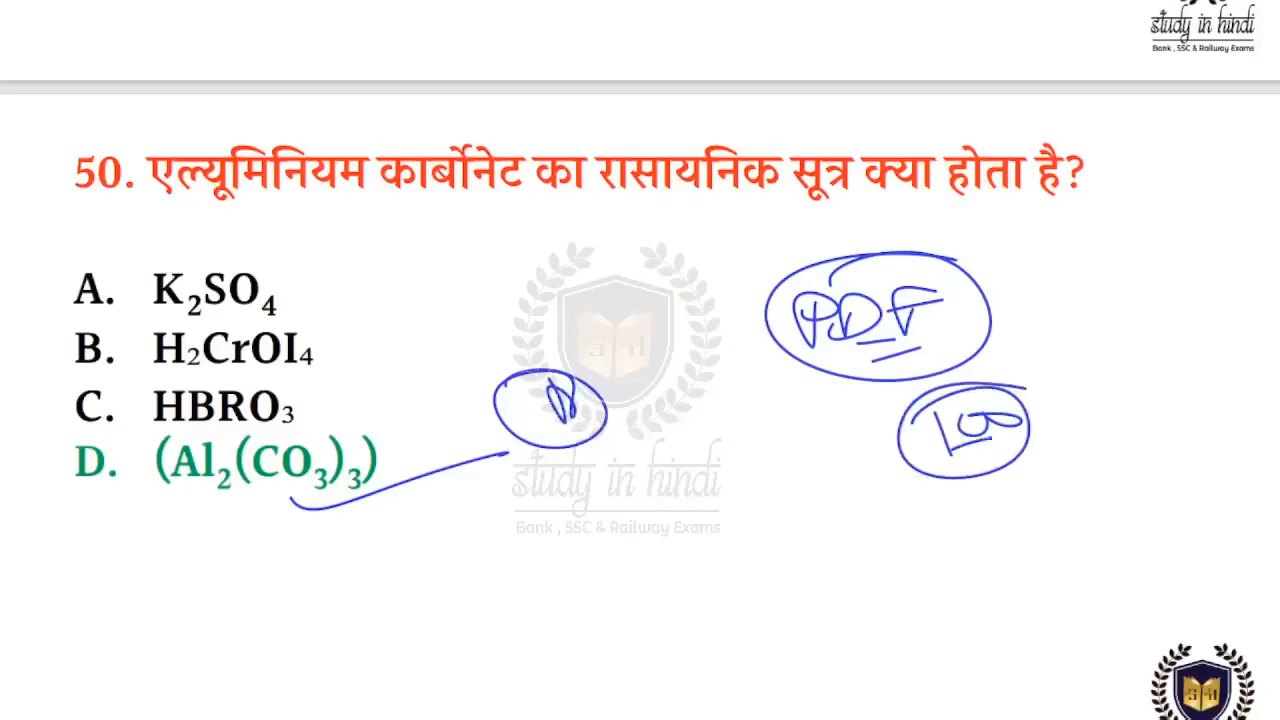 study in hindi
Bank , SSC & Railway Exams
50. एल्यूमिनियम कार्बोनेट का रासायनिक सूत्र क्या होता है?
A. K₂SO₄
B. H₂CrOI₄
C. HBRO₃
D. (Al₂(CO₃)₃)
PDF
study in hindi
Bank , SSC & Railway Exams